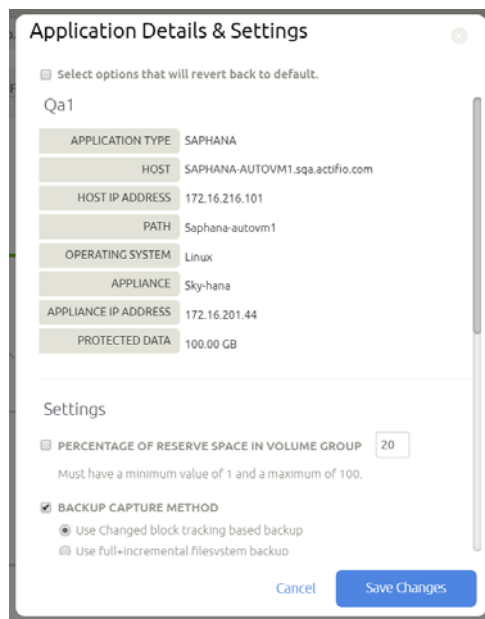 Application Details & Settings
Select options that will revert back to default.
Qa1
APPLICATION TYPE SAPHANA
HOST SAPHANA-AUTOVM1.sqa.actifio.com
HOST IP ADDRESS 172.16.216.101
PATH Saphana-autovm1
OPERATING SYSTEM Linux
APPLIANCE Sky-hana
APPLIANCE IP ADDRESS 172.16.201.44
PROTECTED DATA 100.00 GB
Settings
PERCENTAGE OF RESERVE SPACE IN VOLUME GROUP 20
Must have a minimum value of 1 and a maximum of 100.
BACKUP CAPTURE METHOD
Use Changed block tracking based backup
Use full+incremental filesystem backup
Cancel Save Changes